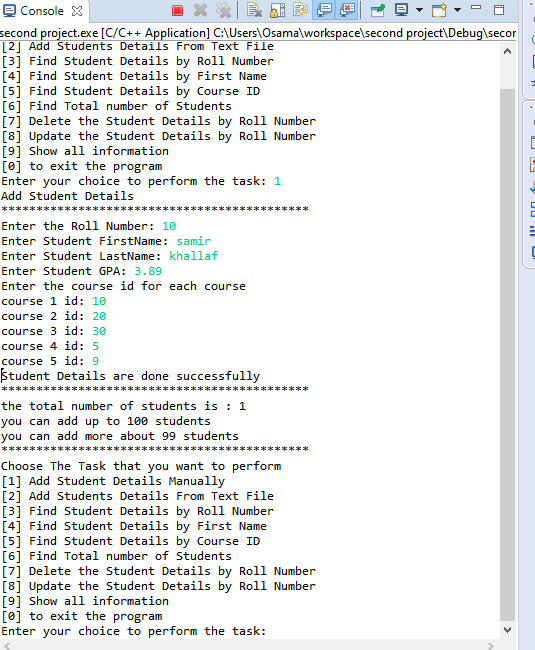 Console
second project.exe [C/C++ Application] C:\Users\Osama\workspace\second project\Debug\secor
[2] Add Students Details From Text File
[3] Find Student Details by Roll Number
[4] Find Student Details by First Name
[5] Find Student Details by Course ID
[6] Find Total number of Students
[7] Delete the Student Details by Roll Number
[8] Update the Student Details by Roll Number
[9] Show all information
[0] to exit the program
Enter your choice to perform the task: 1
Add Student Details
********************************************
Enter the Roll Number: 10
Enter Student FirstName: samir
Enter Student LastName: khallaf
Enter Student GPA: 3.89
Enter the course id for each course
course 1 id: 10
course 2 id: 20
course 3 id: 30
course 4 id: 5
course 5 id: 9
Student Details are done successfully
********************************************
the total number of students is : 1
you can add up to 100 students
you can add more about 99 students
********************************************
Choose The Task that you want to perform
[1] Add Student Details Manually
[2] Add Students Details From Text File
[3] Find Student Details by Roll Number
[4] Find Student Details by First Name
[5] Find Student Details by Course ID
[6] Find Total number of Students
[7] Delete the Student Details by Roll Number
[8] Update the Student Details by Roll Number
[9] Show all information
[0] to exit the program
Enter your choice to perform the task: